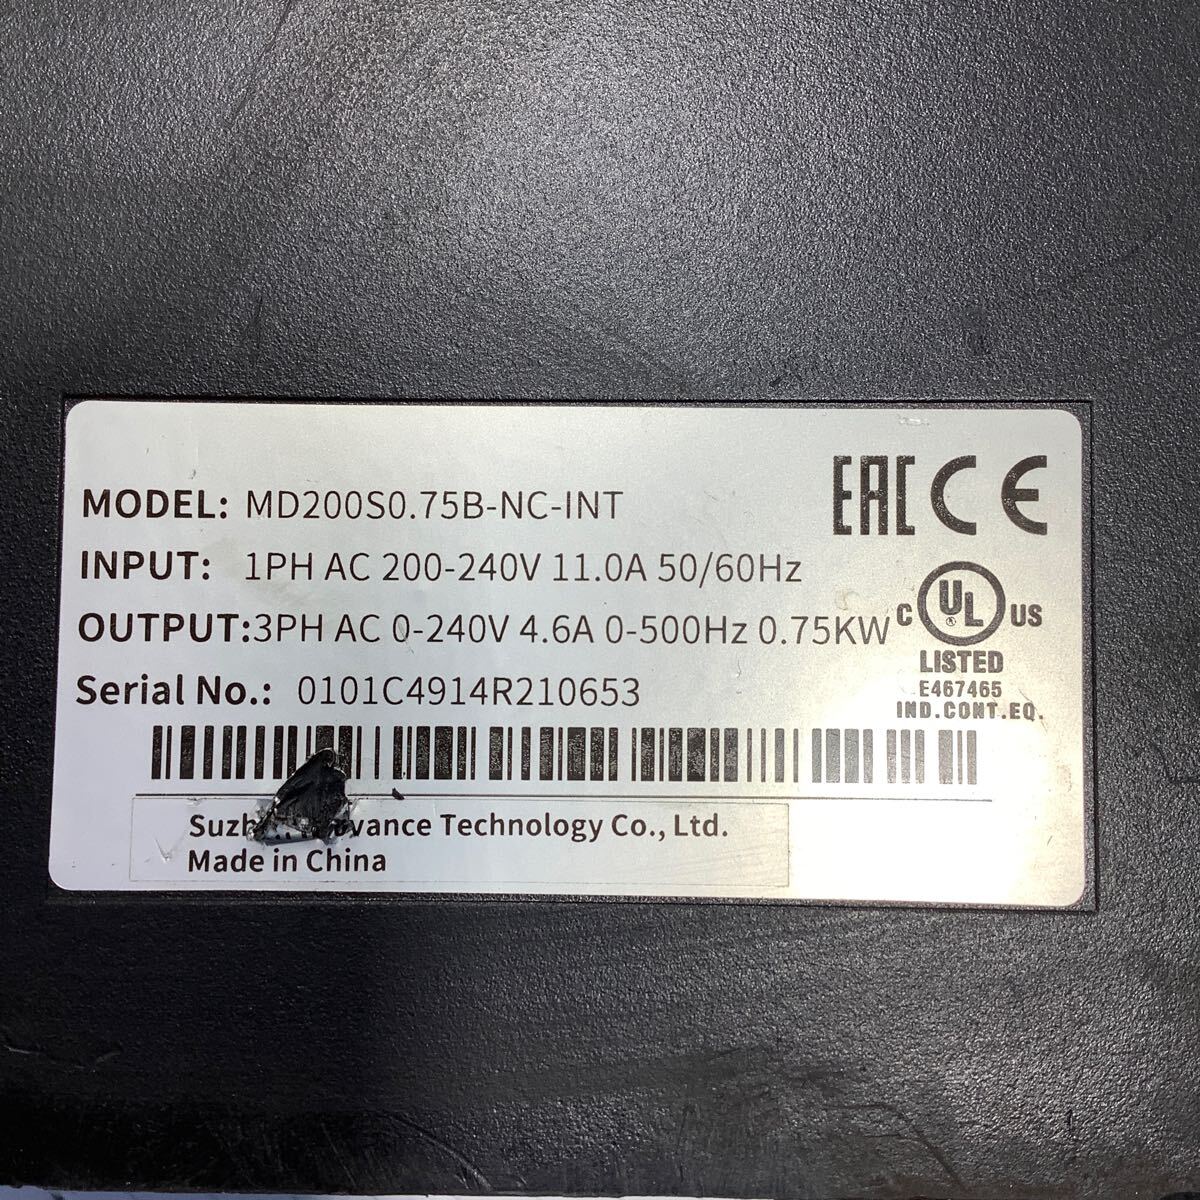 MODEL: MD200S0.75B-NC-INT
INPUT: 1PH AC 200-240V 11.0A 50/60Hz
OUTPUT:3PH AC 0-240V 4.6A 0-500Hz 0.75KW
Serial No.: 0101C4914R210653
EAC CE
C UL ® US
LISTED
E467465
IND.CONT.EQ.
Technology Co., Ltd.
Made in China